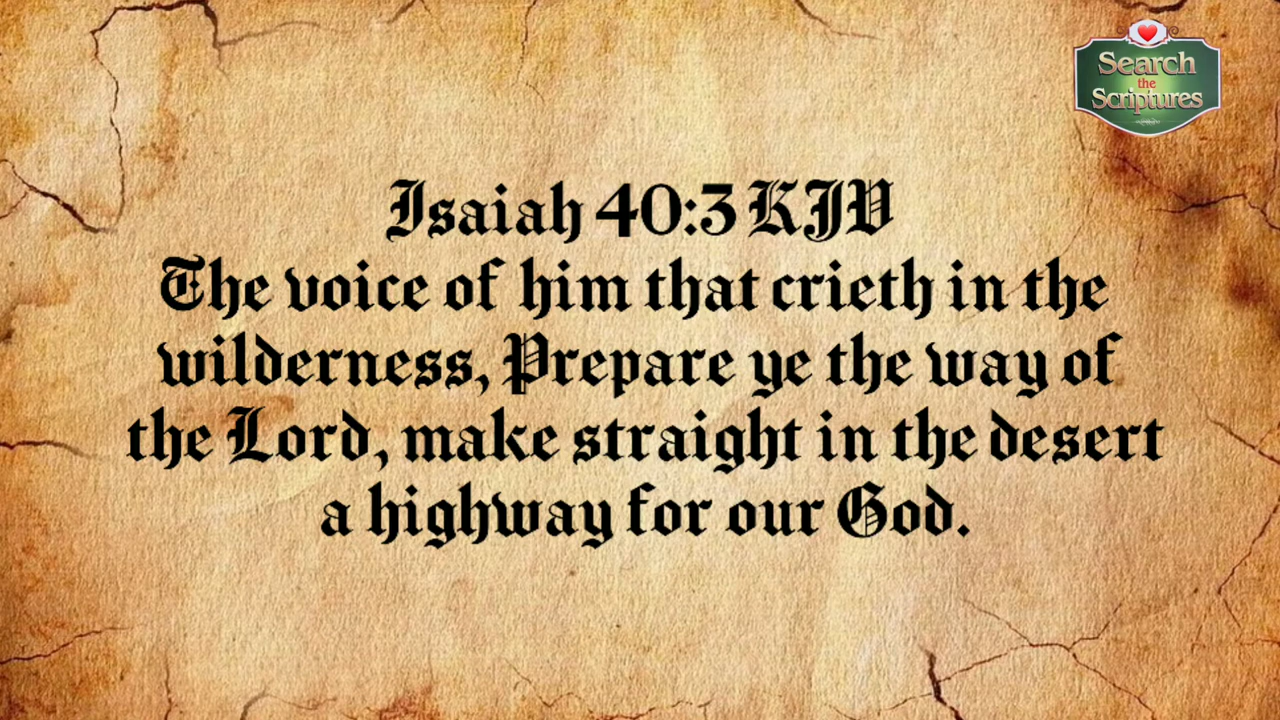 Search
the
Scriptures
Isaiah 40:3 KJV
The voice of him that crieth in the
wilderness, Prepare ye the way of
the Lord, make straight in the desert
a highway for our God.